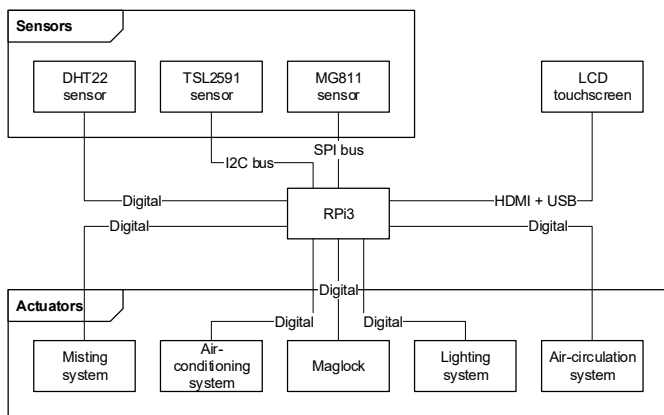 Sensors
DHT22
sensor
TSL2591
sensor
MG811
sensor
LCD
touchscreen
SPI bus
I2C bus
Digital
HDMI + USB
RPi3
Digital
Digital
Digital
Actuators
Digital
Digital
Misting
system
Air-
conditioning
system
Maglock
Lighting
system
Air-circulation
system